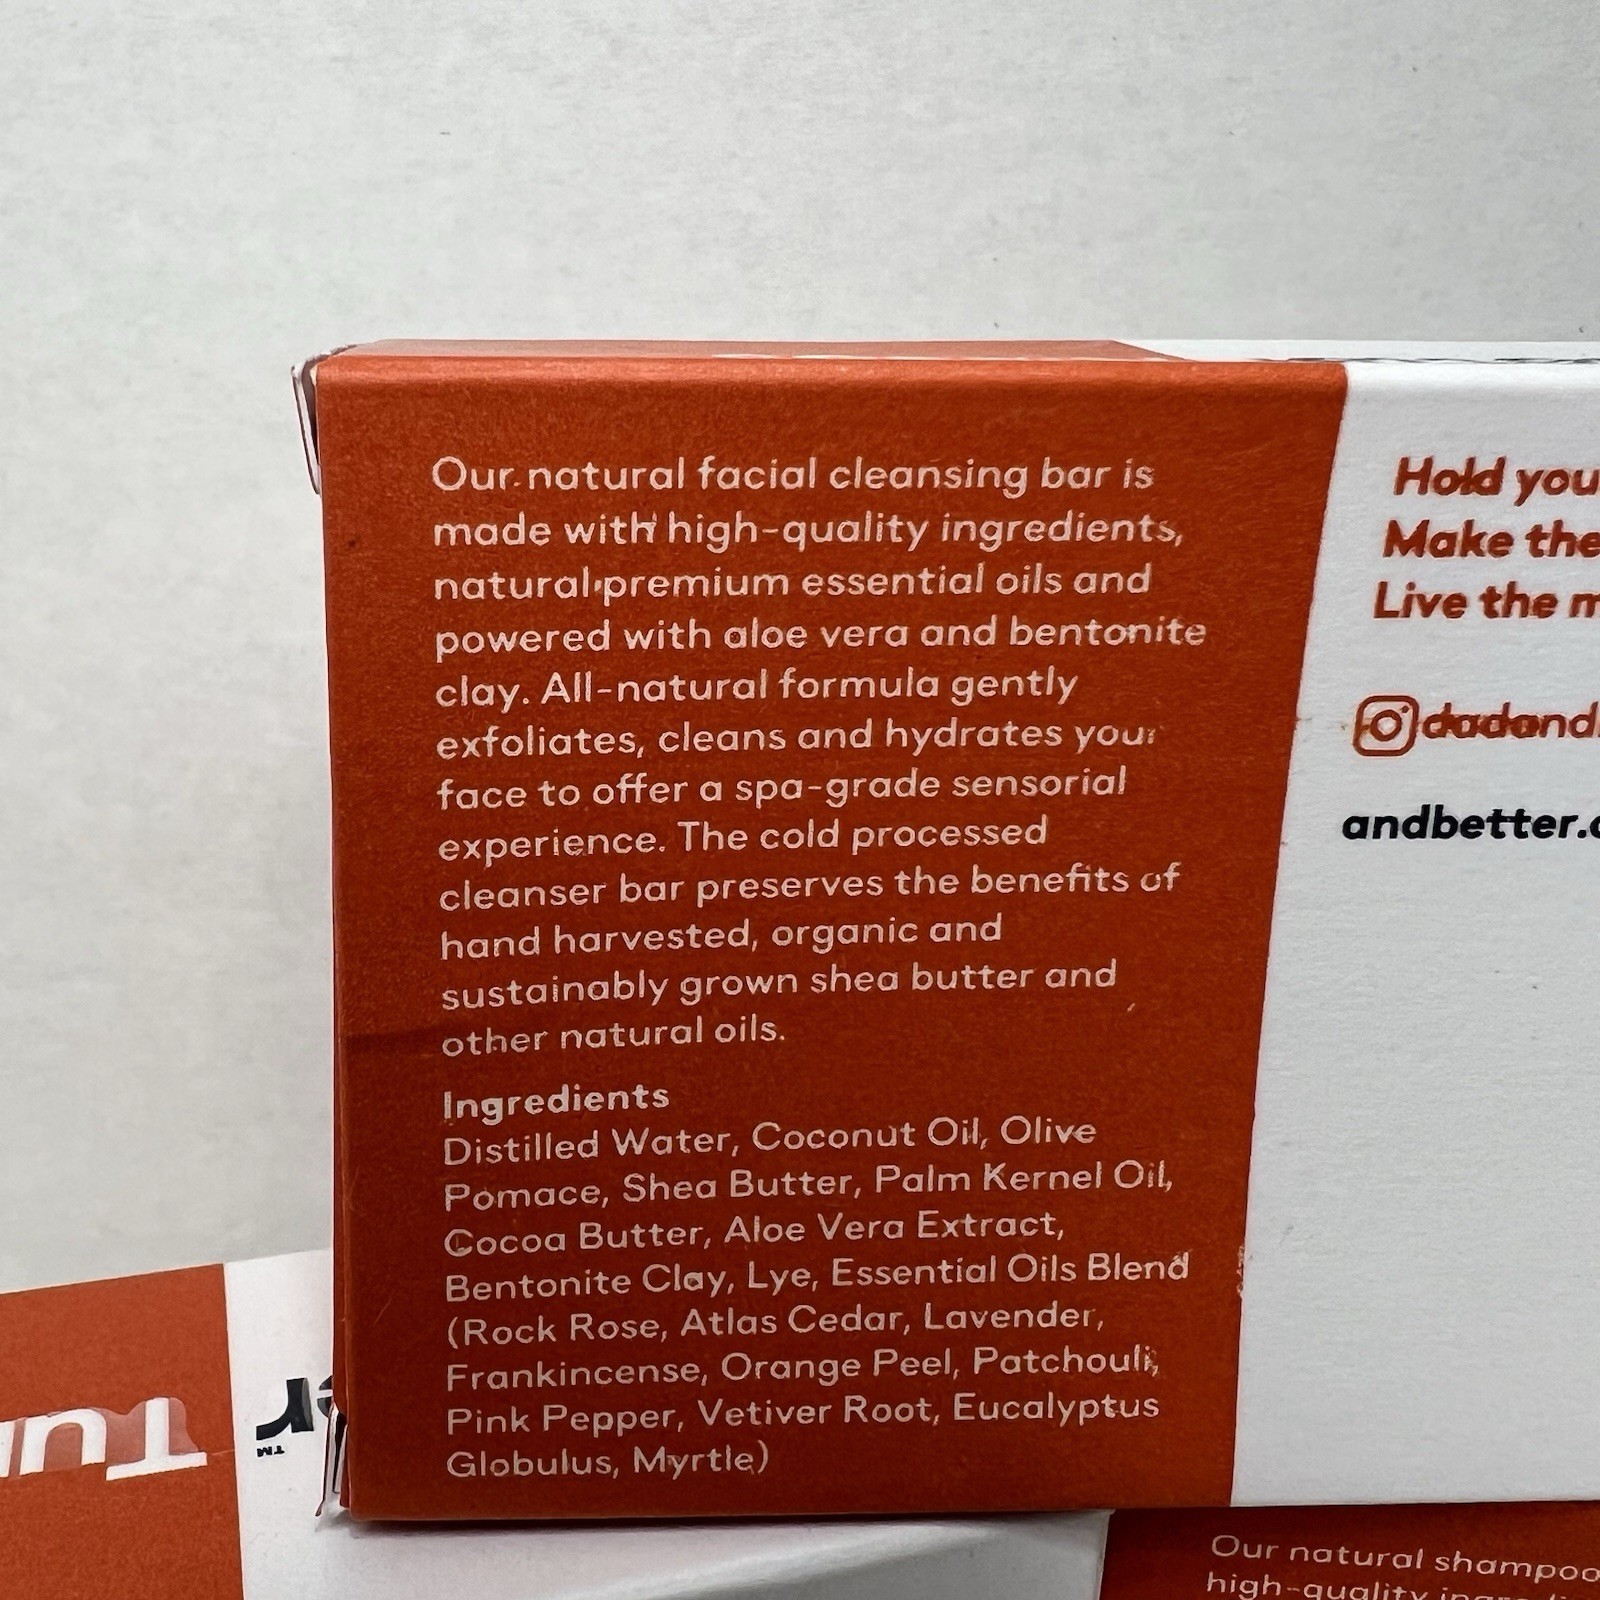 Our natural facial cleansing bar is
made with high-quality ingredients,
natural premium essential oils and
powered with aloe vera and bentonite
clay. All-natural formula gently
exfoliates, cleans and hydrates your
face to offer a spa-grade sensorial
experience. The cold processed
cleanser bar preserves the benefits of
hand harvested, organic and
sustainably grown shea butter and
other natural oils.
Ingredients
Distilled Water, Coconut Oil, Olive
Pomace, Shea Butter, Palm Kernel Oil,
Cocoa Butter, Aloe Vera Extract,
Bentonite Clay, Lye, Essential Oils Blend
(Rock Rose, Atlas Cedar, Lavender,
Frankincense, Orange Peel, Patchouli,
Pink Pepper, Vetiver Root, Eucalyptus
Globulus, Myrtle)
Hold you
Make the
Live the m
dadand
andbetter.
Tur
er™
Our natural shampoo
high-quality